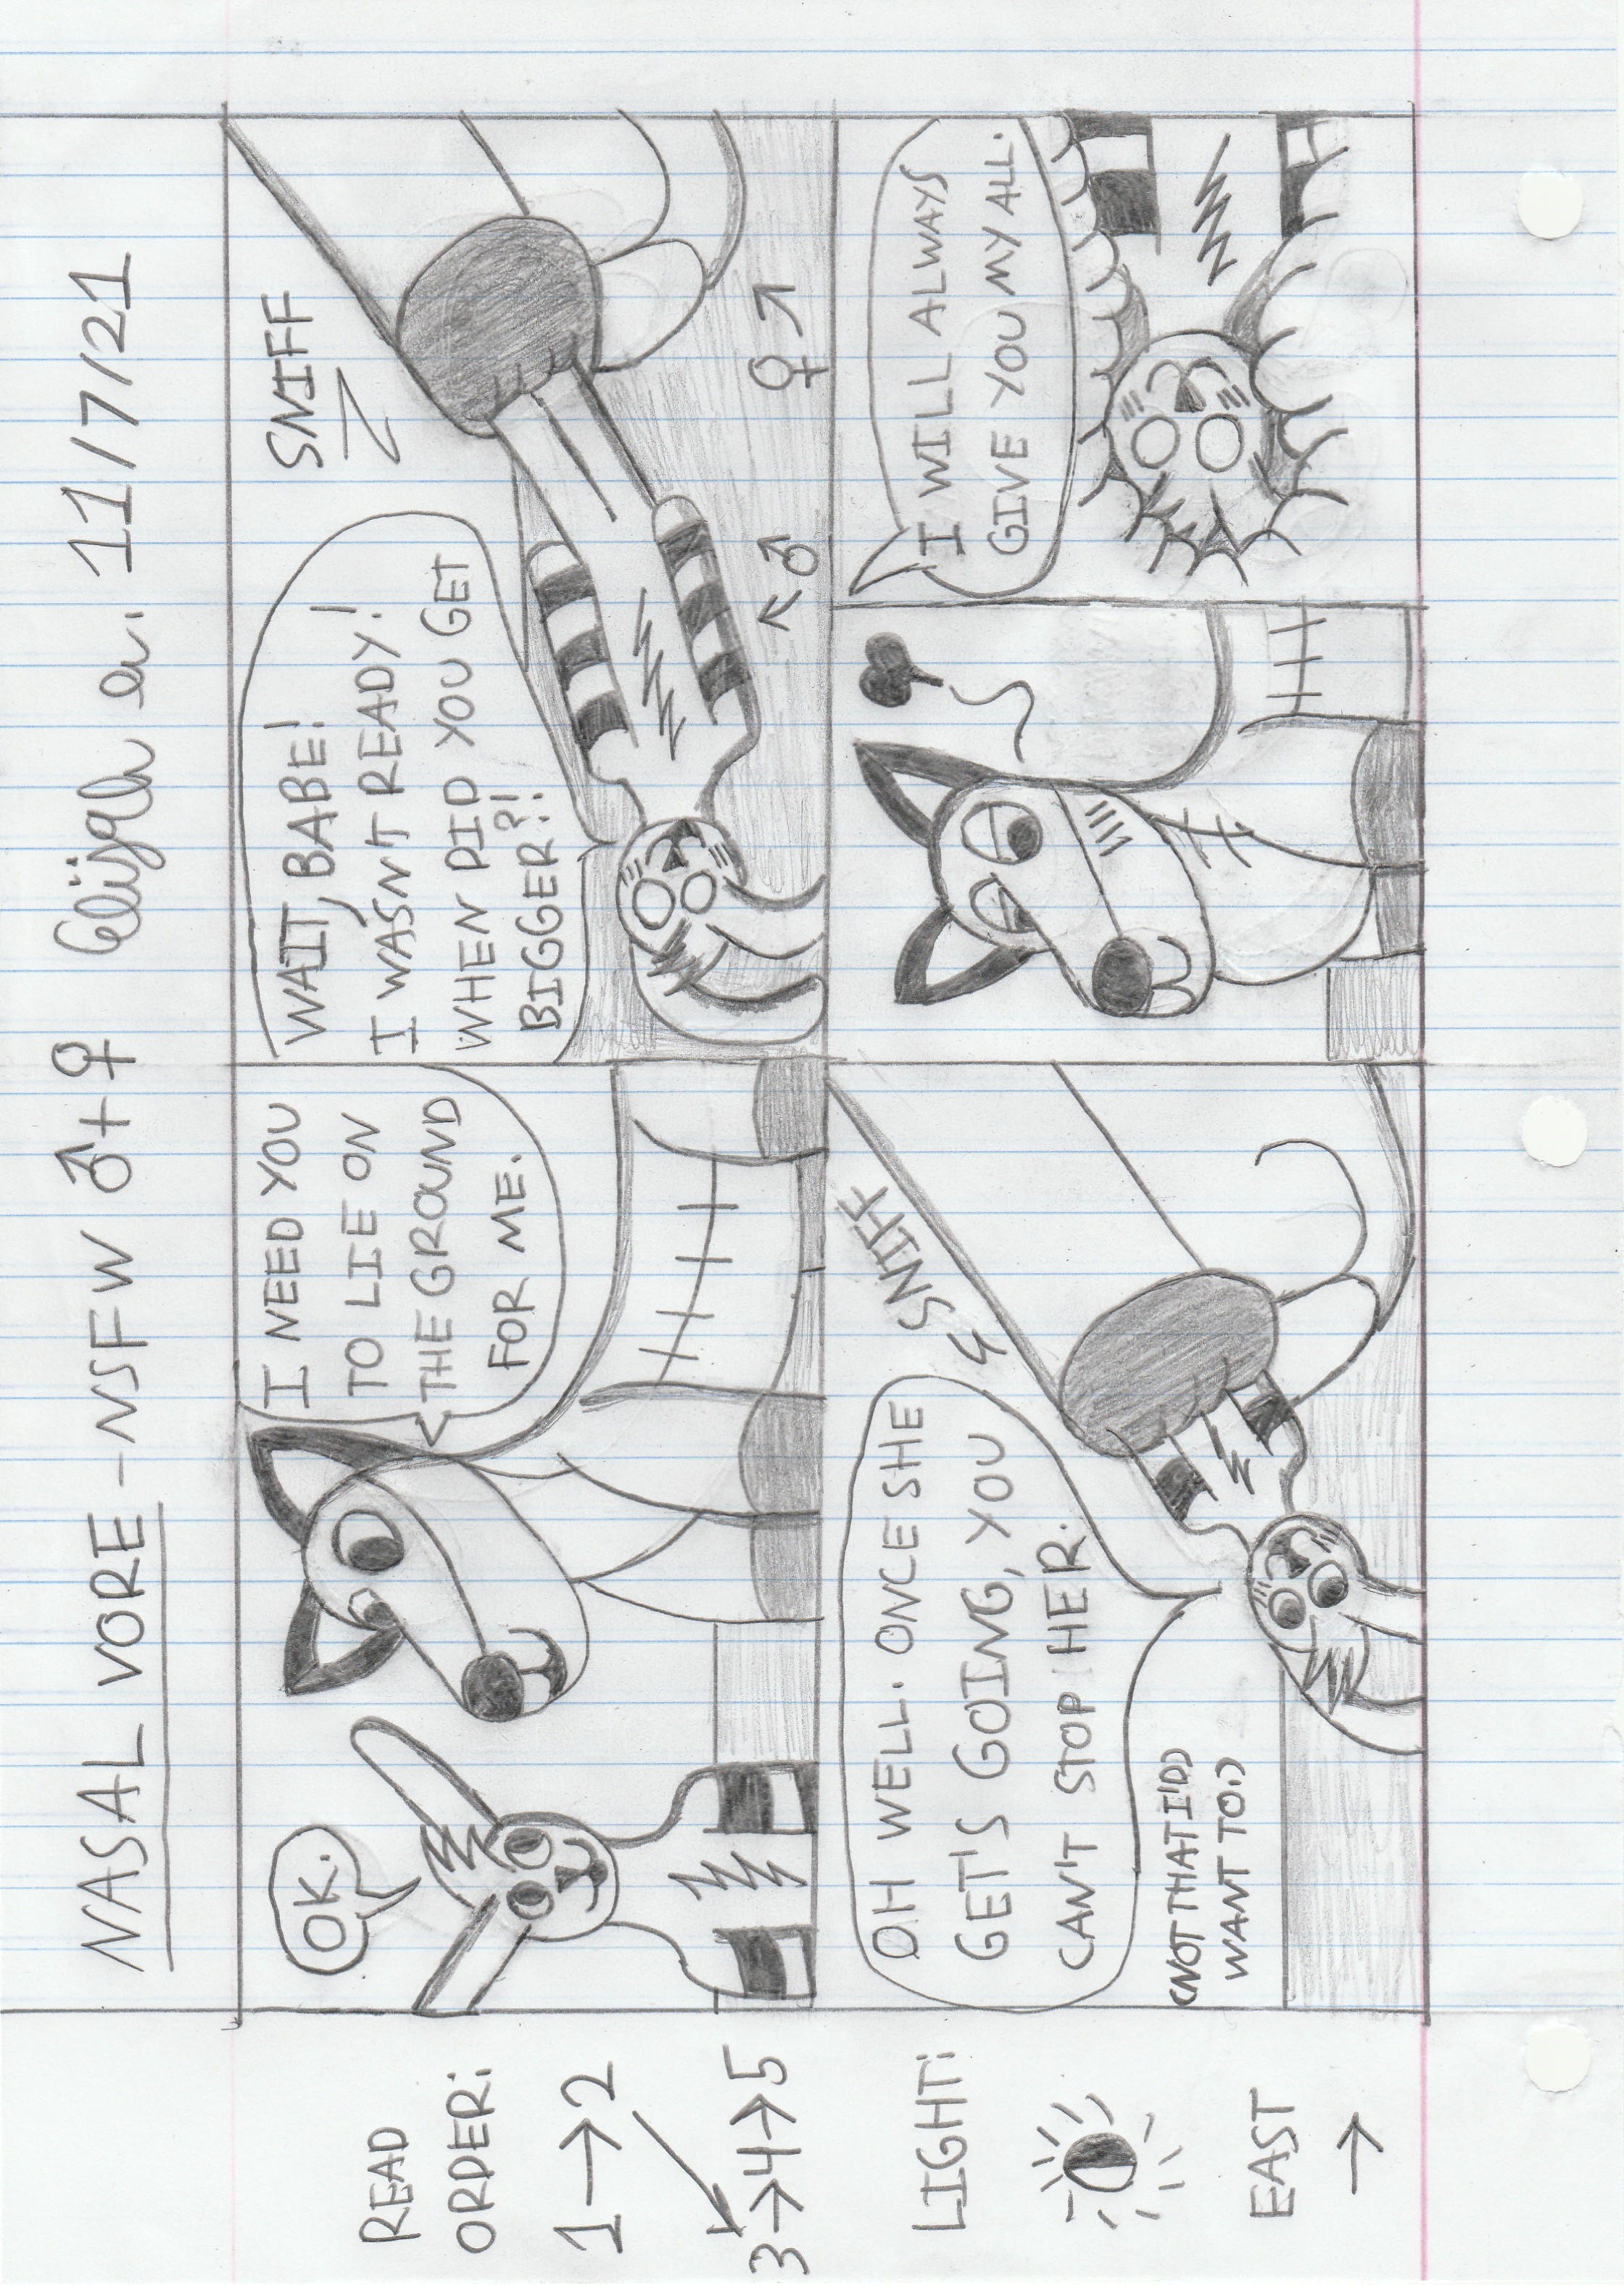 NASAL VORE - NSFW ♂+♀ Elijah a. 11/7/21
READ
ORDER:
1→2
3→4→5
LIGHT:
EAST
→
OK.
I NEED YOU
TO LIE ON
THE GROUND
FOR ME.
WAIT, BABE!
I WASN'T READY!
WHEN DID YOU GET
BIGGER?!
SNIFF
♂
♀
OH WELL. ONCE SHE
GET'S GOING, YOU
CAN'T STOP HER.
(NOT THAT I'D)
WANT TO.)
SNIFF
I WILL ALWAYS
GIVE YOU MY ALL.